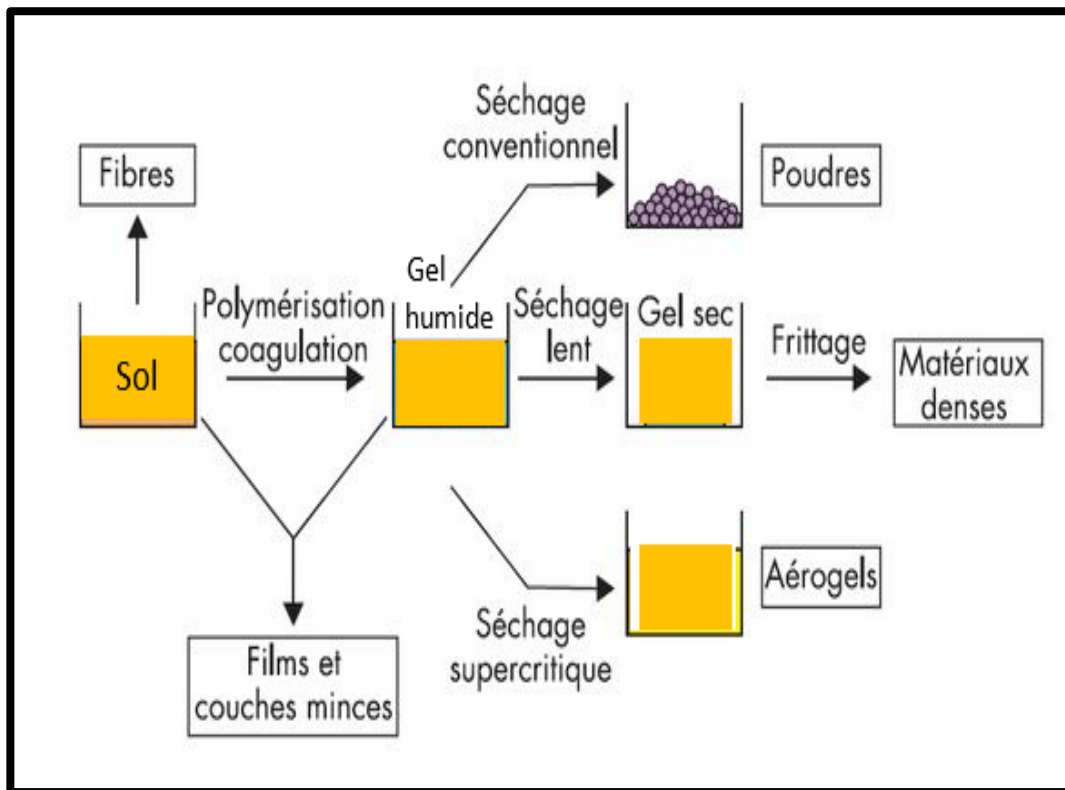 Séchage
conventionnel
Poudres
Fibres
Gel
humide
Polymérisation
coagulation
Sol
Séchage
lent
Gel sec
Frittage
Matériaux
denses
Aérogels
Séchage
supercritique
Films et
couches minces